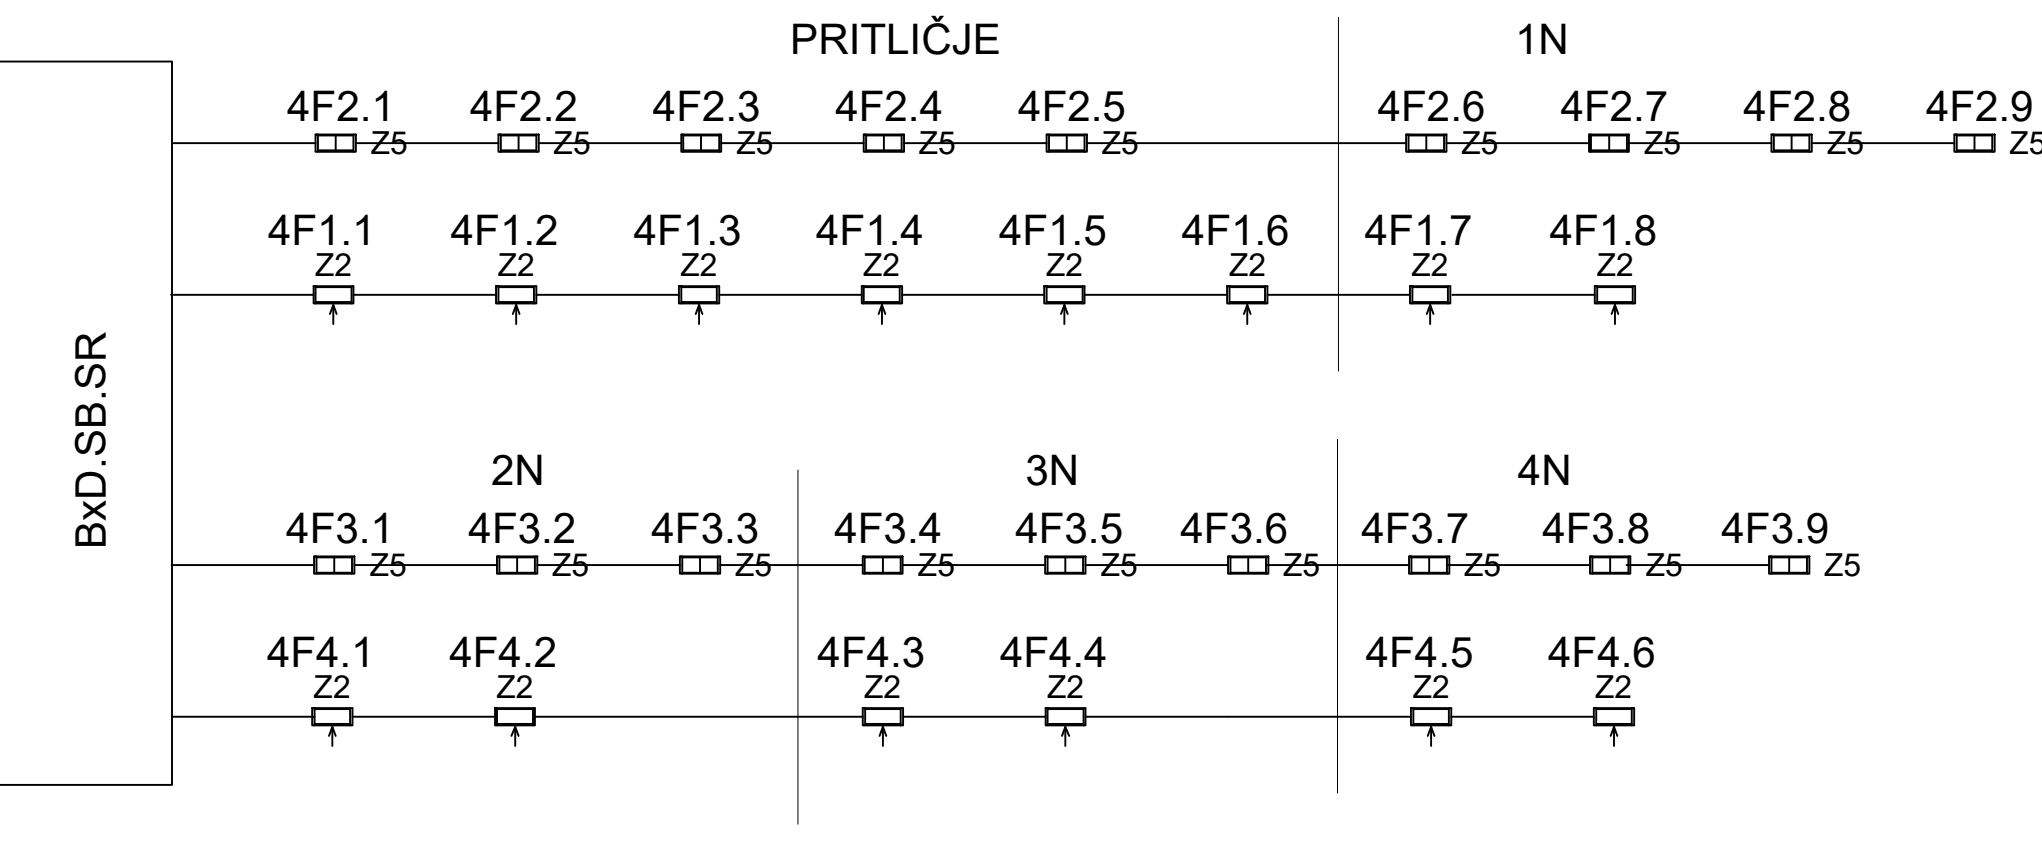 PRITLIČJE 1N
4F2.1 4F2.2 4F2.3 4F2.4 4F2.5 4F2.6 4F2.7 4F2.8 4F2.9
Z5 Z5 Z5 Z5 Z5 Z5 Z5 Z5 Z5
4F1.1 4F1.2 4F1.3 4F1.4 4F1.5 4F1.6 4F1.7 4F1.8
Z2 Z2 Z2 Z2 Z2 Z2 Z2 Z2
BxD.SB.SR
2N 3N 4N
4F3.1 4F3.2 4F3.3 4F3.4 4F3.5 4F3.6 4F3.7 4F3.8 4F3.9
Z5 Z5 Z5 Z5 Z5 Z5 Z5 Z5 Z5
4F4.1 4F4.2 4F4.3 4F4.4 4F4.5 4F4.6
Z2 Z2 Z2 Z2 Z2 Z2